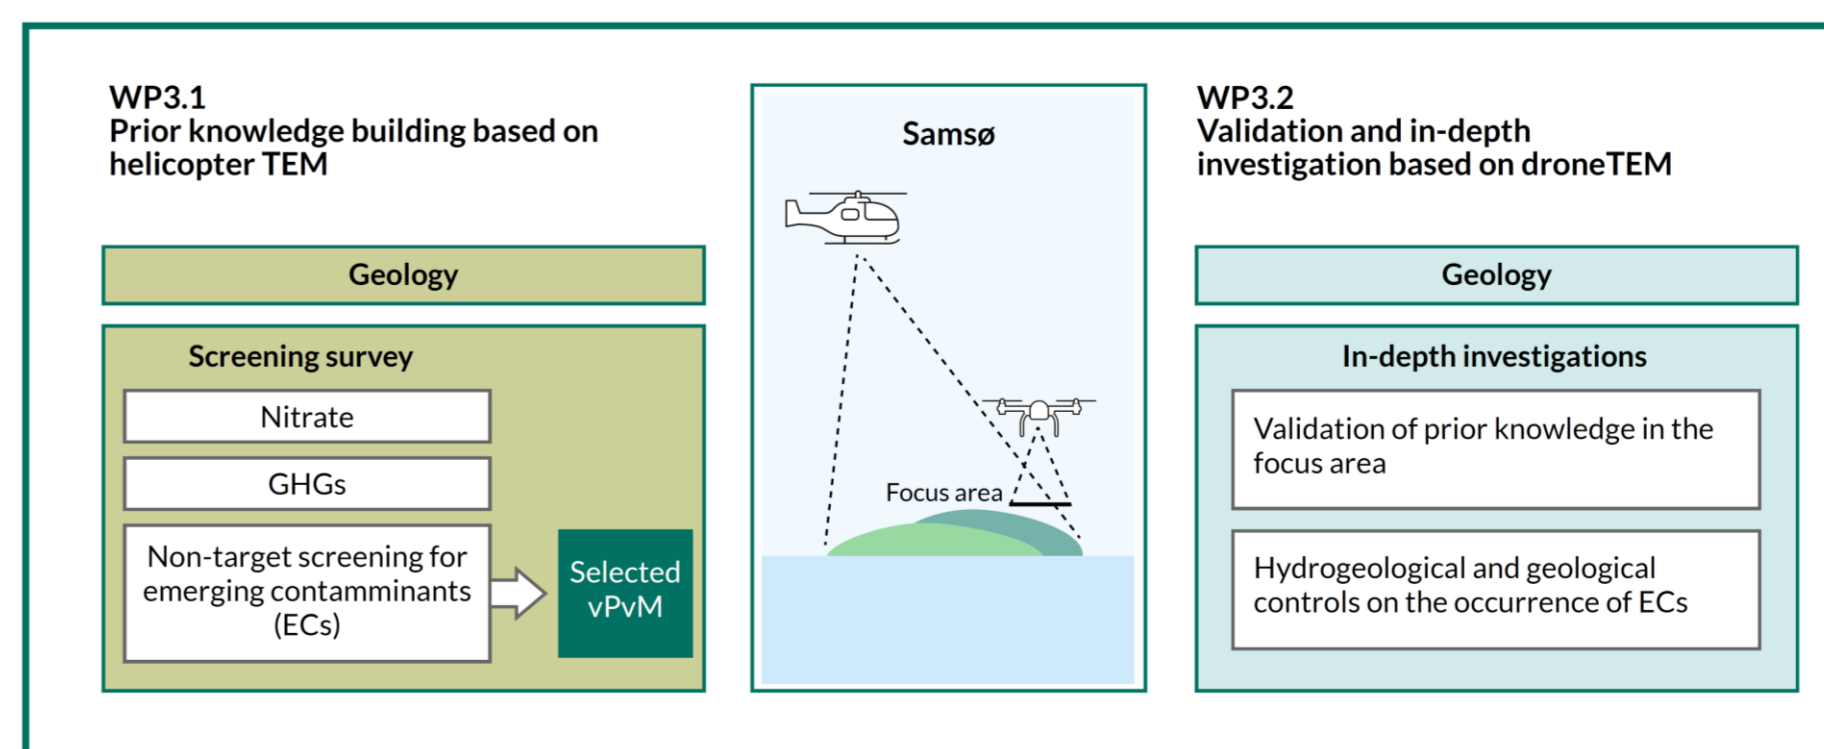 WP3.1
Prior knowledge building based on
helicopter TEM
Geology
Screening survey
Nitrate
GHGs
Non-target screening for
emerging contamminants
(ECs)
Selected
vPvM
Samsø
Focus area
WP3.2
Validation and in-depth
investigation based on droneTEM
Geology
In-depth investigations
Validation of prior knowledge in the
focus area
Hydrogeological and geological
controls on the occurrence of ECs